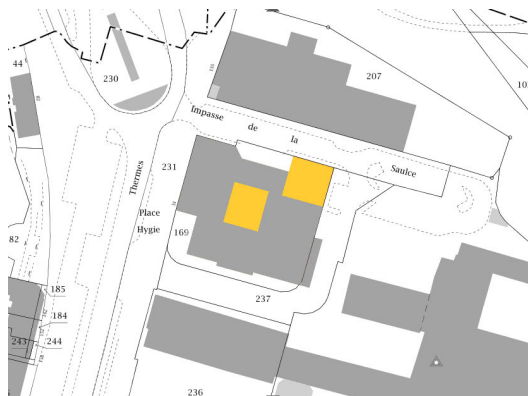 44
230
207
Impasse
de
la
Saulce
231
Thermes
Place
Hygie
169
82
185
184
237
243
244
236